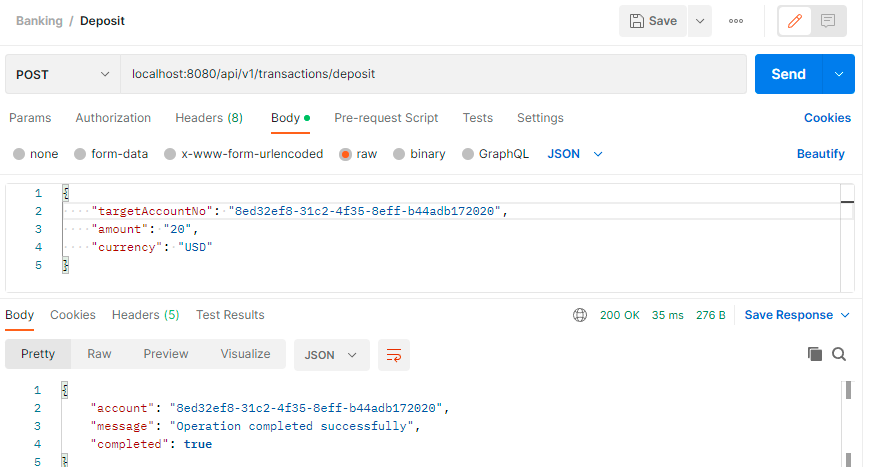 Banking / Deposit
Save
POST
localhost:8080/api/v1/transactions/deposit
Send
Params Authorization Headers (8) Body Pre-request Script Tests Settings Cookies
none form-data x-www-form-urlencoded raw binary GraphQL JSON Beautify
1 {
2 "targetAccountNo": "8ed32ef8-31c2-4f35-8eff-b44adb172020",
3 "amount": "20",
4 "currency": "USD"
5 }
Body Cookies Headers (5) Test Results 200 OK 35 ms 276 B Save Response
Pretty Raw Preview Visualize JSON
1 {
2 "account": "8ed32ef8-31c2-4f35-8eff-b44adb172020",
3 "message": "Operation completed successfully",
4 "completed": true
5 }